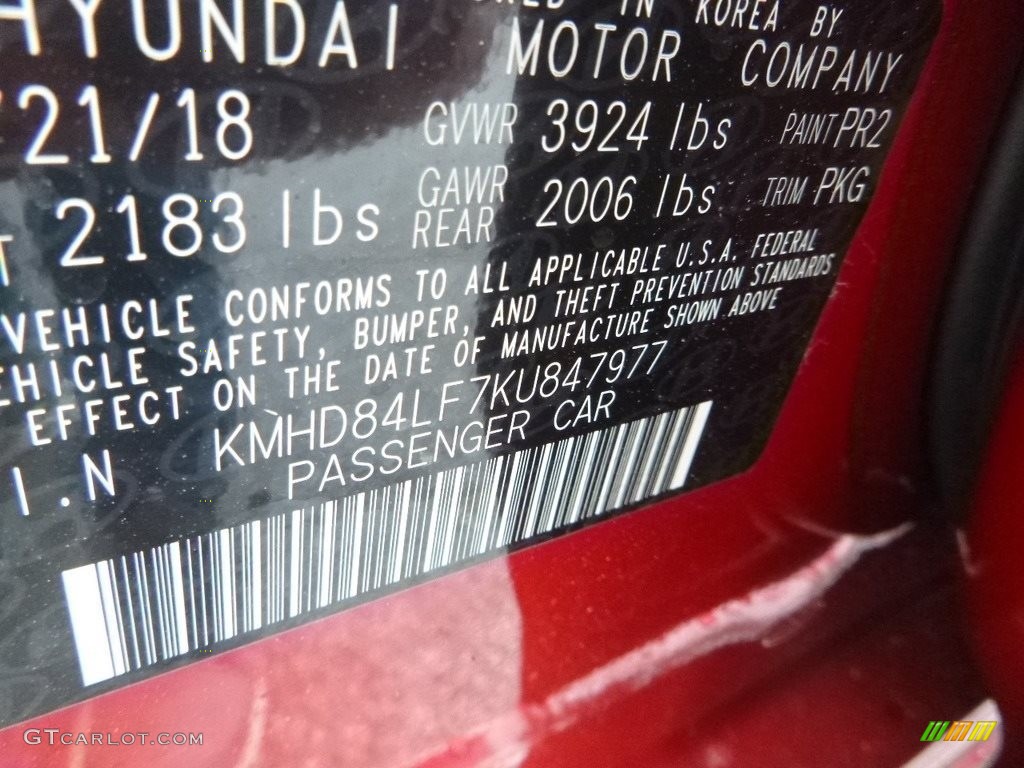 HYUNDAI MOTOR COMPANY
IN KOREA BY
21/18 GVWR 3924 lbs PAINT PR2
2183 lbs GAWR REAR 2006 lbs TRIM PKG
VEHICLE CONFORMS TO ALL APPLICABLE U.S.A. FEDERAL
VEHICLE SAFETY, BUMPER, AND THEFT PREVENTION STANDARDS
EFFECT ON THE DATE OF MANUFACTURE SHOWN ABOVE
I.N KMHD84LF7KU847977
PASSENGER CAR
GTCARLOT.COM